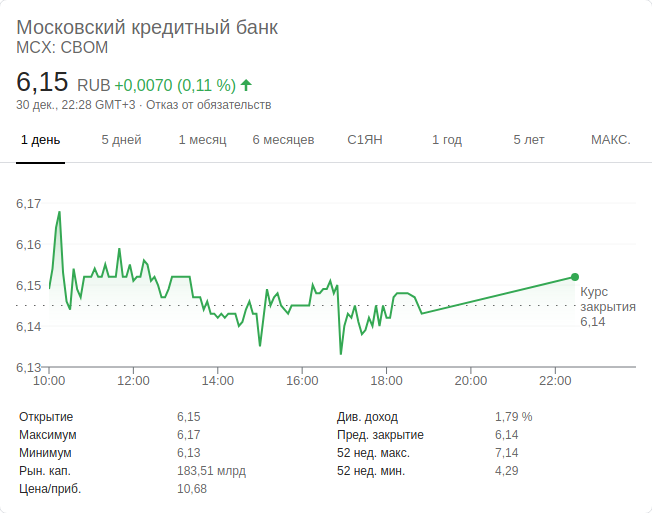 Московский кредитный банк
MCX: CBOM
6,15 RUB +0,0070 (0,11 %)
30 дек., 22:28 GMT+3 · Отказ от обязательств
1 день 5 дней 1 месяц 6 месяцев С1ЯН 1 год 5 лет МАКС.
6,17
6,16
6,15
6,14
6,13
Курс
закрытия
6,14
10:00 12:00 14:00 16:00 18:00 20:00 22:00
Открытие 6,15 Див. доход 1,79 %
Максимум 6,17 Пред. закрытие 6,14
Минимум 6,13 52 нед. макс. 7,14
Рын. кап. 183,51 млрд 52 нед. мин. 4,29
Цена/приб. 10,68